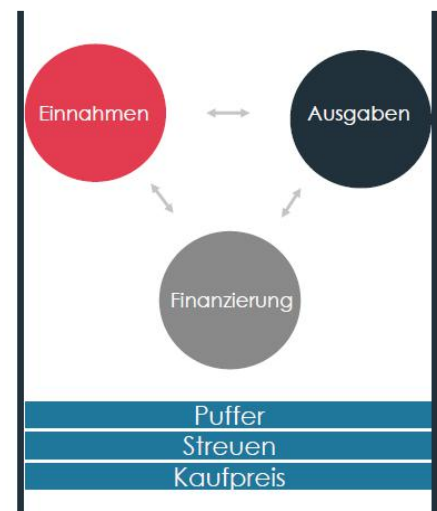 Einnahmen
Ausgaben
Finanzierung
Puffer
Streuen
Kaufpreis